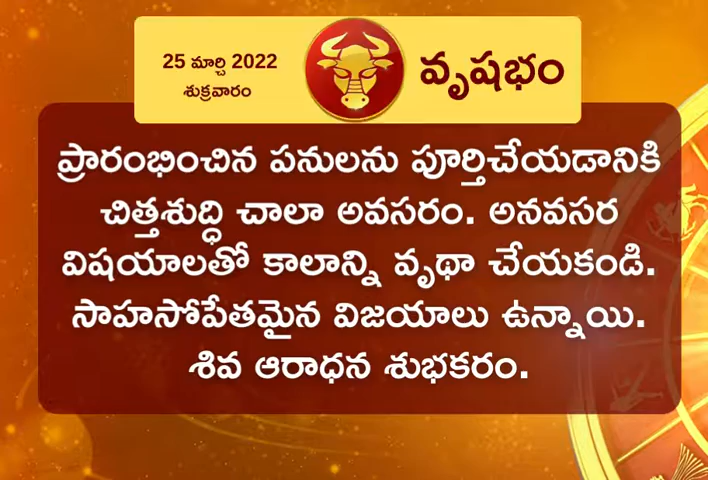 25 మార్చి 2022
శుక్రవారం
వృషభం
ప్రారంభించిన పనులను పూర్తిచేయడానికి
చిత్తశుద్ధి చాలా అవసరం. అనవసర
విషయాలతో కాలాన్ని వృథా చేయకండి.
సాహసోపేతమైన విజయాలు ఉన్నాయి.
శివ ఆరాధన శుభకరం.